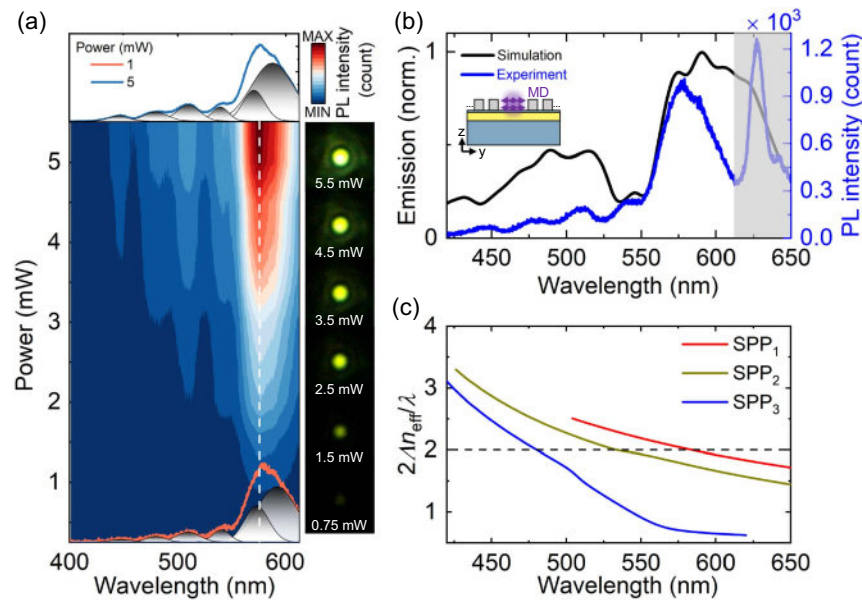 (a)
Power (mW)
1
5
MAX
MIN
PL intensity
(count)
5
4
3
2
1
Power (mW)
400
500
600
Wavelength (nm)
5.5 mW
4.5 mW
3.5 mW
2.5 mW
1.5 mW
0.75 mW
(b)
× 10³
Simulation
Experiment
MD
z
y
1
0
Emission (norm.)
1.2
0.9
0.6
0.3
0.0
PL intensity (count)
450
500
550
600
650
Wavelength (nm)
(c)
SPP₁
SPP₂
SPP₃
4
3
2
1
2Λn_eff/λ
450
500
550
600
650
Wavelength (nm)